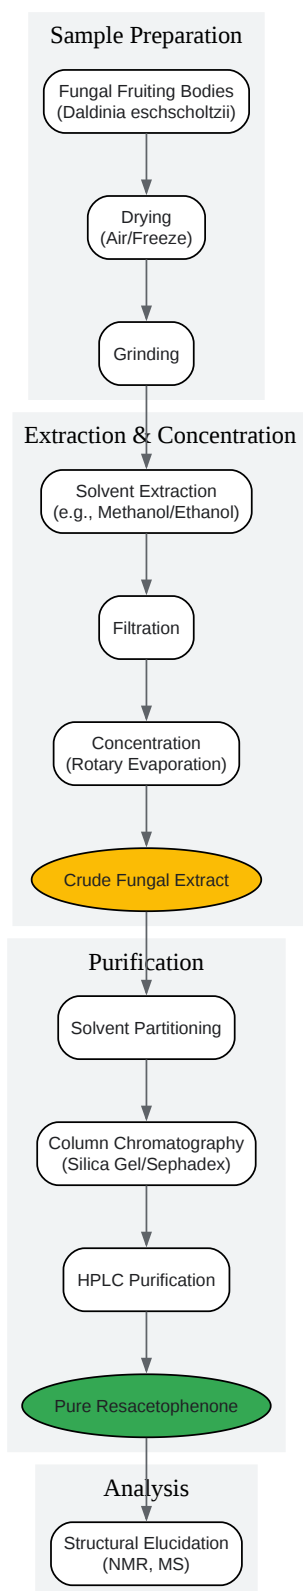 Sample Preparation
Fungal Fruiting Bodies
(Daldinia eschscholtzii)
Drying
(Air/Freeze)
Grinding
Extraction & Concentration
Solvent Extraction
(e.g., Methanol/Ethanol)
Filtration
Concentration
(Rotary Evaporation)
Crude Fungal Extract
Purification
Solvent Partitioning
Column Chromatography
(Silica Gel/Sephadex)
HPLC Purification
Pure Resacetophenone
Analysis
Structural Elucidation
(NMR, MS)